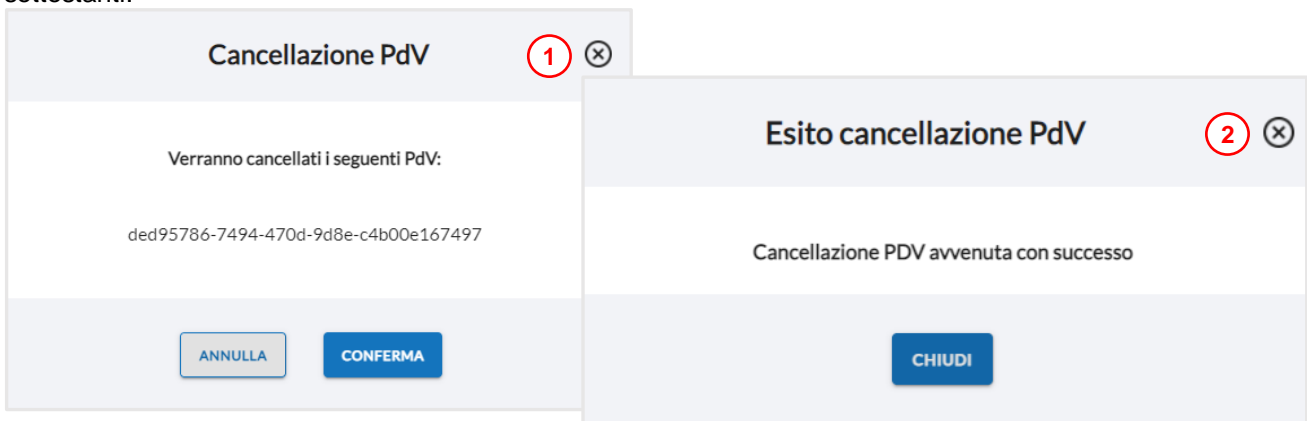 Cancellazione PdV
1
Verranno cancellati i seguenti PdV:
ded95786-7494-470d-9d8e-c4b00e167497
ANNULLA
CONFERMA
Esito cancellazione PdV
2
Cancellazione PDV avvenuta con successo
CHIUDI